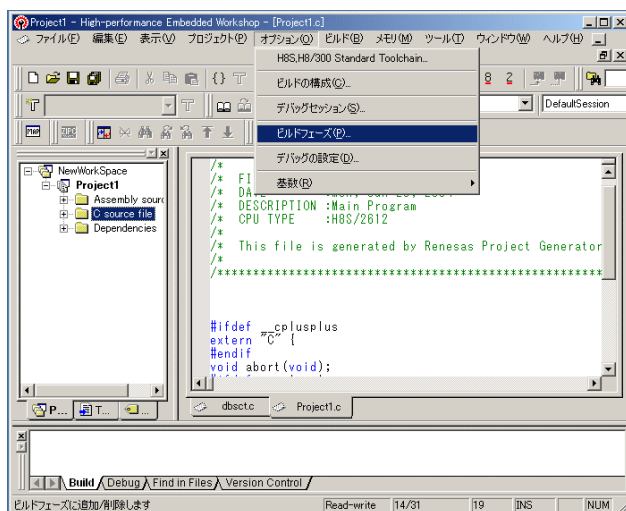 Project1 - High-performance Embedded Workshop - [Project1.c]
ファイル(F) 編集(E) 表示(V) プロジェクト(P) オプション(O) ビルド(B) メモリ(M) ツール(T) ウィンドウ(W) ヘルプ(H)
H8S,H8/300 Standard Toolchain...
ビルドの構成(C)...
デバッグセッション(S)...
DefaultSession
ビルドフェーズ(P)...
デバッグの設定(D)...
基数(R)
NewWorkSpace
Project1
Assembly sourc
C source file
Dependencies
/*
/* FI
/* DA
/* DESCRIPTION :Main Program
/* CPU TYPE :H8S/2612
/*
/* This file is generated by Renesas Project Generator
/*
/*****************************************************
#ifdef __cplusplus
extern "C" {
#endif
void abort(void);
P... T... ...
dbsct.c Project1.c
Build Debug Find in Files Version Control
ビルドフェーズに追加/削除します Read-write 14/31 19 INS NUM